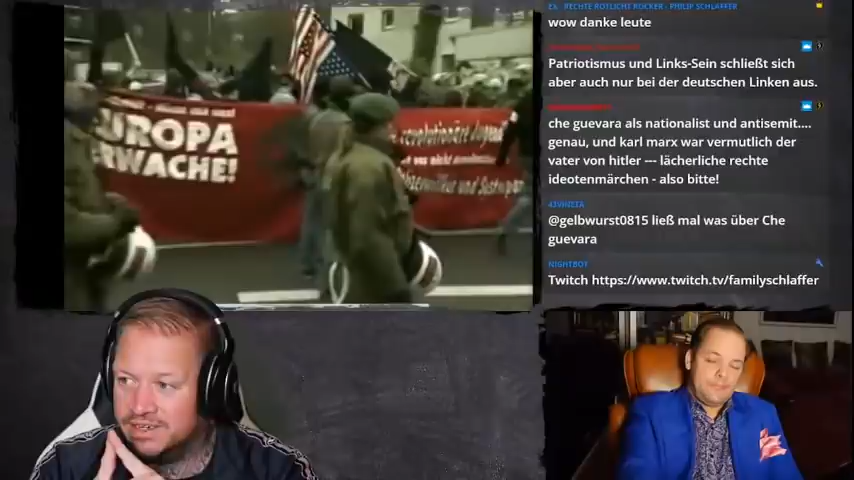 EUROPA
ERWACHE!
revolutionäre Jugend
RECHTE ROTLICHT ROCKER - PHILIP SCHLAFFER
wow danke leute
Patriotismus und Links-Sein schließt sich
aber auch nur bei der deutschen Linken aus.
che guevara als nationalist und antisemit....
genau, und karl marx war vermutlich der
vater von hitler --- lächerliche rechte
ideotenmärchen - also bitte!
@gelbwurst0815 ließ mal was über Che
guevara
NIGHTBOT
Twitch https://www.twitch.tv/familyschlaffer